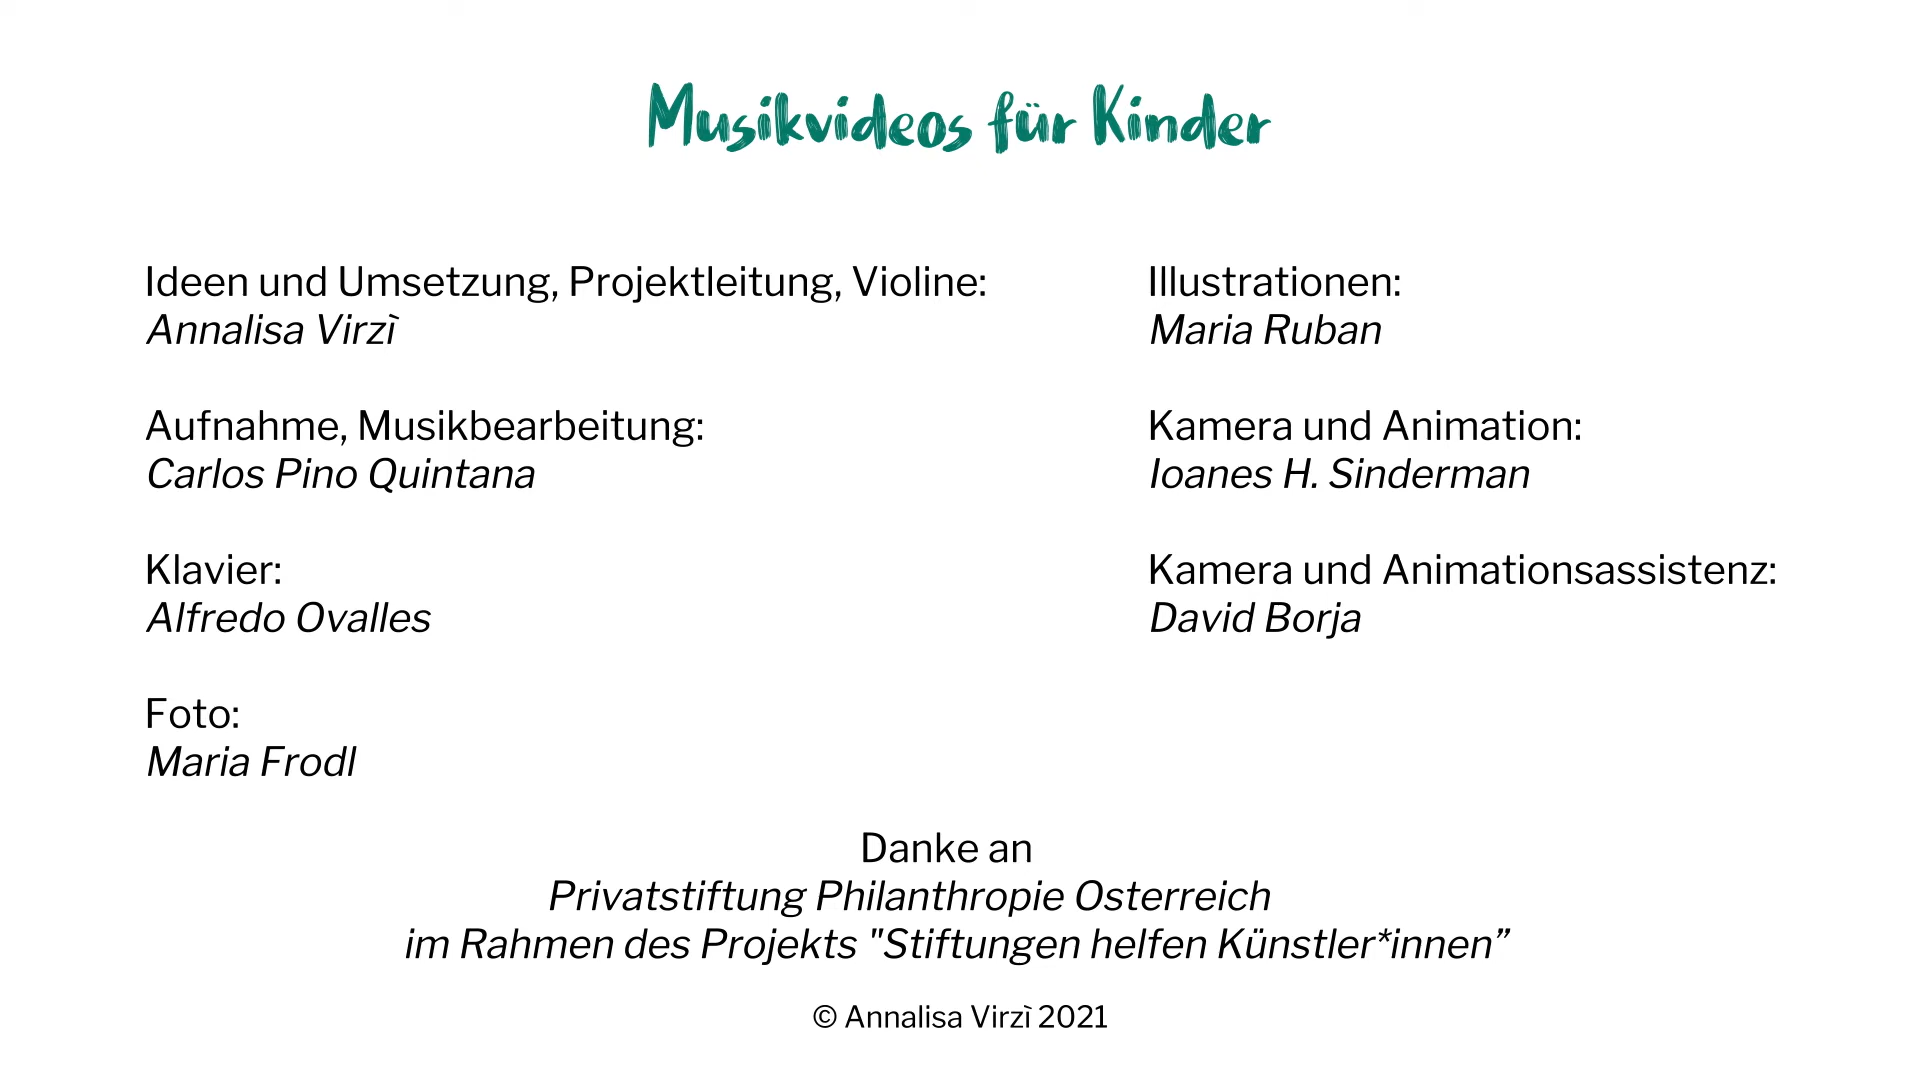 Musikvideos für Kinder
Ideen und Umsetzung, Projektleitung, Violine:
Annalisa Virzì
Aufnahme, Musikbearbeitung:
Carlos Pino Quintana
Klavier:
Alfredo Ovalles
Foto:
Maria Frodl
Illustrationen:
Maria Ruban
Kamera und Animation:
Ioanes H. Sinderman
Kamera und Animationsassistenz:
David Borja
Danke an
Privatstiftung Philanthropie Osterreich
im Rahmen des Projekts "Stiftungen helfen Künstler*innen”
© Annalisa Virzì 2021